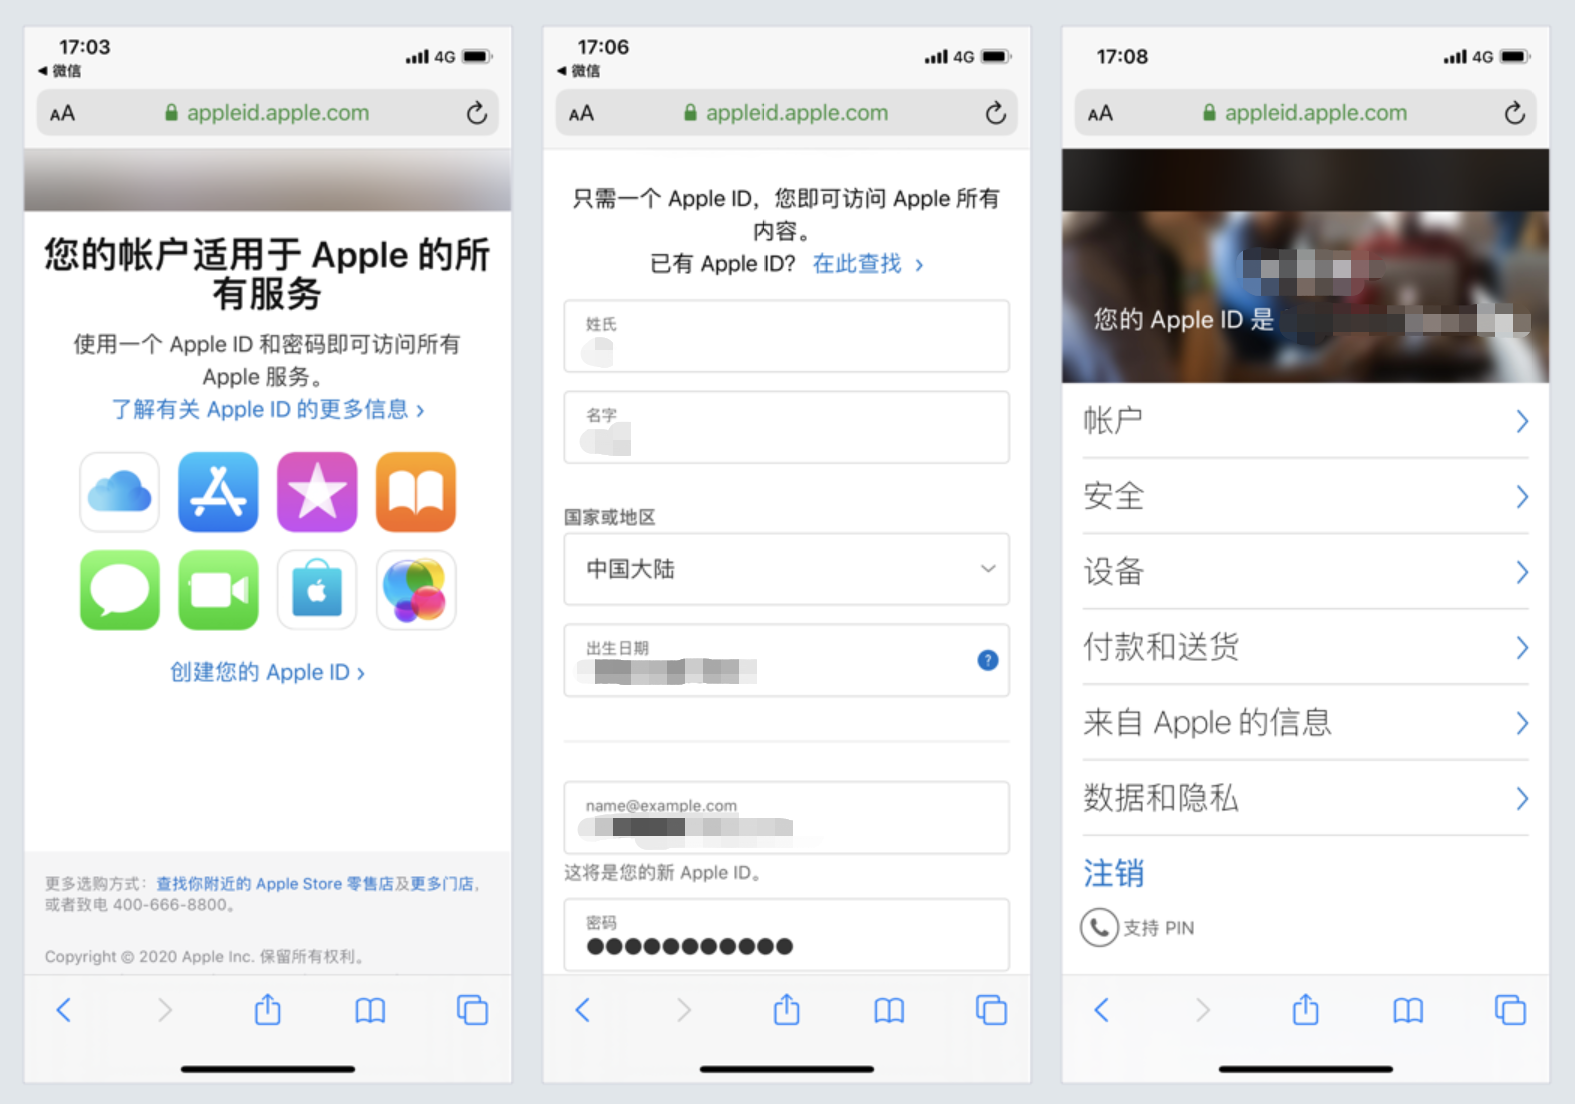 17:03
4G
◀ 微信
AA
appleid.apple.com
您的帐户适用于 Apple 的所
有服务
使用一个 Apple ID 和密码即可访问所有
Apple 服务。
了解有关 Apple ID 的更多信息 ›
创建您的 Apple ID ›
更多选购方式：查找你附近的 Apple Store 零售店及更多门店，
或者致电 400-666-8800。
Copyright © 2020 Apple Inc. 保留所有权利。
17:06
4G
◀ 微信
AA
appleid.apple.com
只需一个 Apple ID，您即可访问 Apple 所有
内容。
已有 Apple ID？ 在此查找 ›
姓氏
名字
国家或地区
中国大陆
出生日期
?
name@example.com
这将是您的新 Apple ID。
密码
●●●●●●●●●●●
17:08
4G
AA
appleid.apple.com
您的 Apple ID 是
帐户
安全
设备
付款和送货
来自 Apple 的信息
数据和隐私
注销
支持 PIN